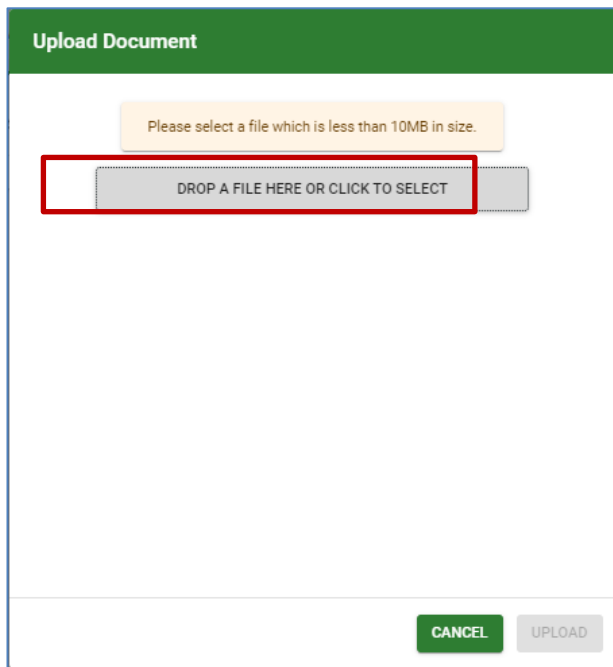 Upload Document
Please select a file which is less than 10MB in size.
DROP A FILE HERE OR CLICK TO SELECT
CANCEL UPLOAD